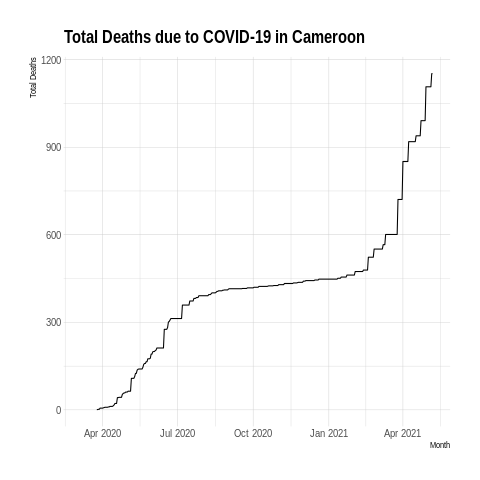 Total Deaths due to COVID-19 in Cameroon
Total Deaths
1200
900
600
300
0
Apr 2020 Jul 2020 Oct 2020 Jan 2021 Apr 2021
Month